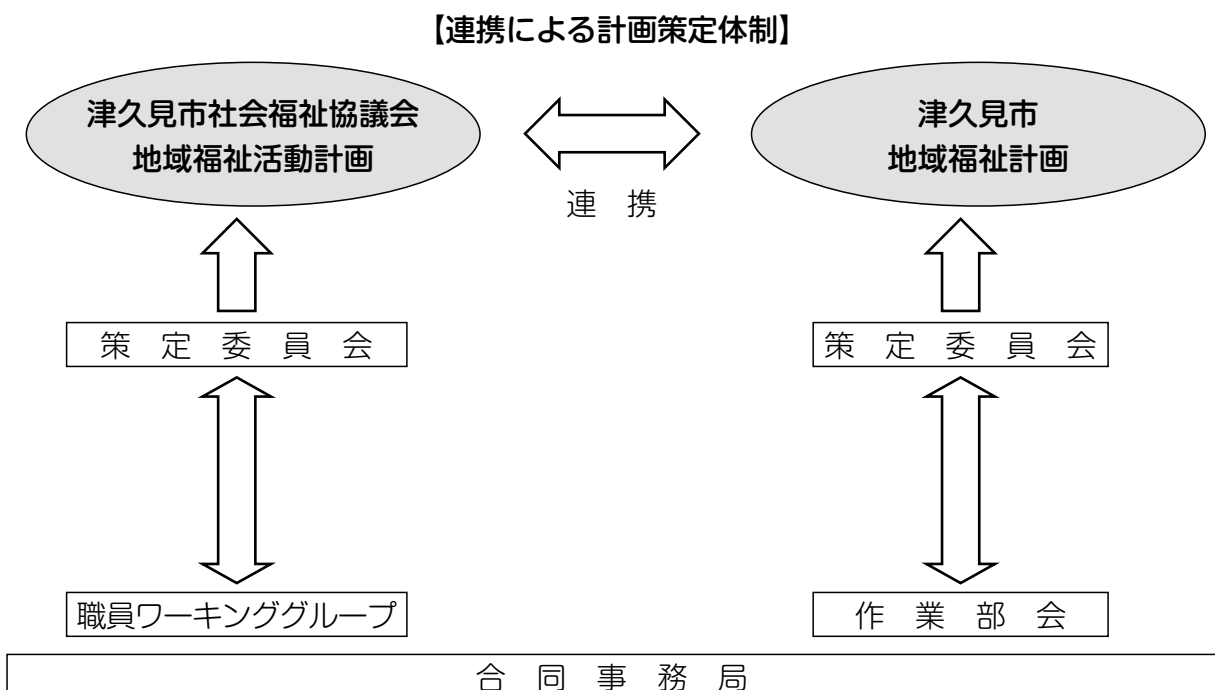 【連携による計画策定体制】
津久見市社会福祉協議会
地域福祉活動計画
連 携
津久見市
地域福祉計画
策 定 委 員 会
策 定 委 員 会
職員ワーキンググループ
作 業 部 会
合 同 事 務 局